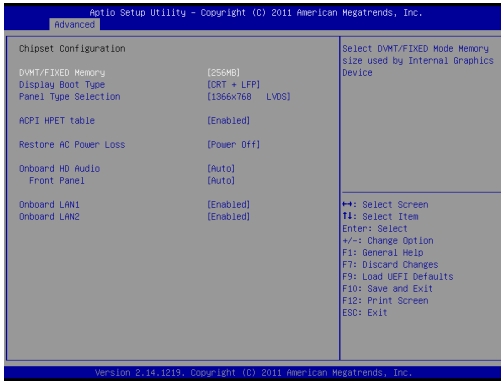 Aptio Setup Utility - Copyright (C) 2011 American Megatrends, Inc.
Advanced
Chipset Configuration
DVMT/FIXED Memory [256MB]
Display Boot Type [CRT + LFP]
Panel Type Selection [1366x768 LVDS]
ACPI HPET table [Enabled]
Restore AC Power Loss [Power Off]
Onboard HD Audio [Auto]
Front Panel [Auto]
Onboard LAN1 [Enabled]
Onboard LAN2 [Enabled]
Select DVMT/FIXED Mode Memory
size used by Internal Graphics
Device
↔: Select Screen
↑↓: Select Item
Enter: Select
+/-: Change Option
F1: General Help
F7: Discard Changes
F9: Load UEFI Defaults
F10: Save and Exit
F12: Print Screen
ESC: Exit
Version 2.14.1219. Copyright (C) 2011 American Megatrends, Inc.